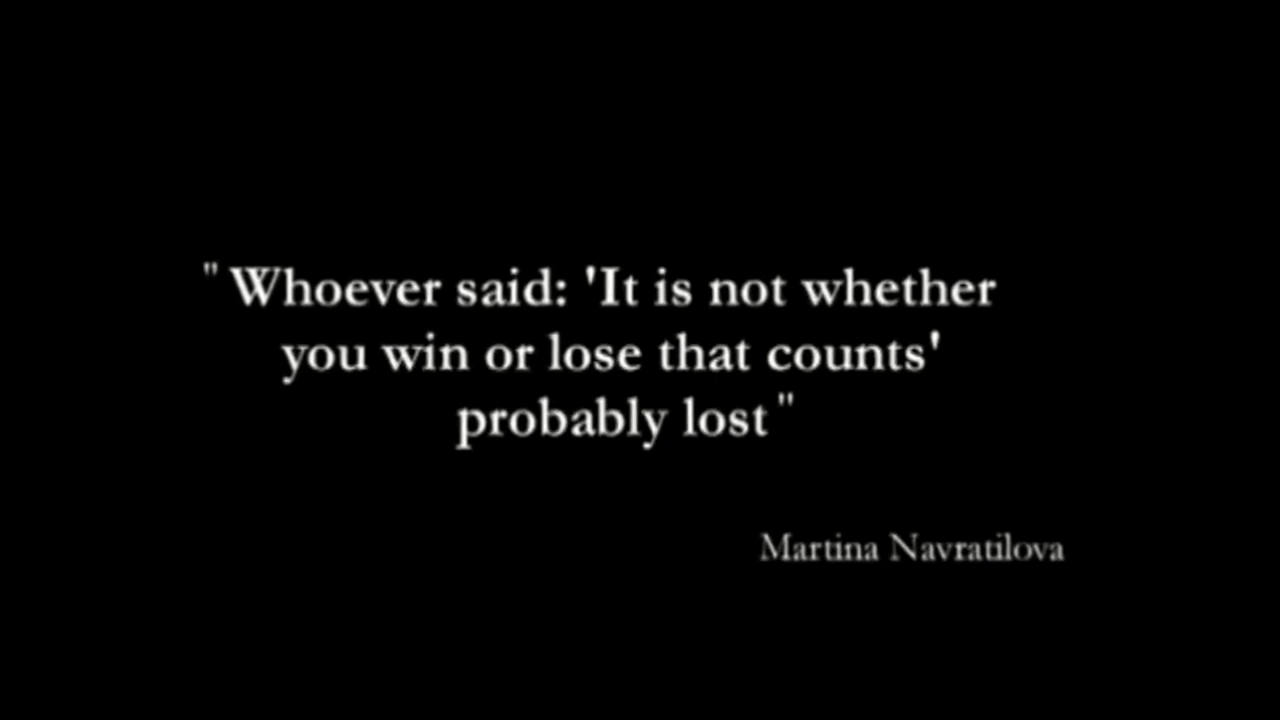 "Whoever said: 'It is not whether
you win or lose that counts'
probably lost"
Martina Navratilova